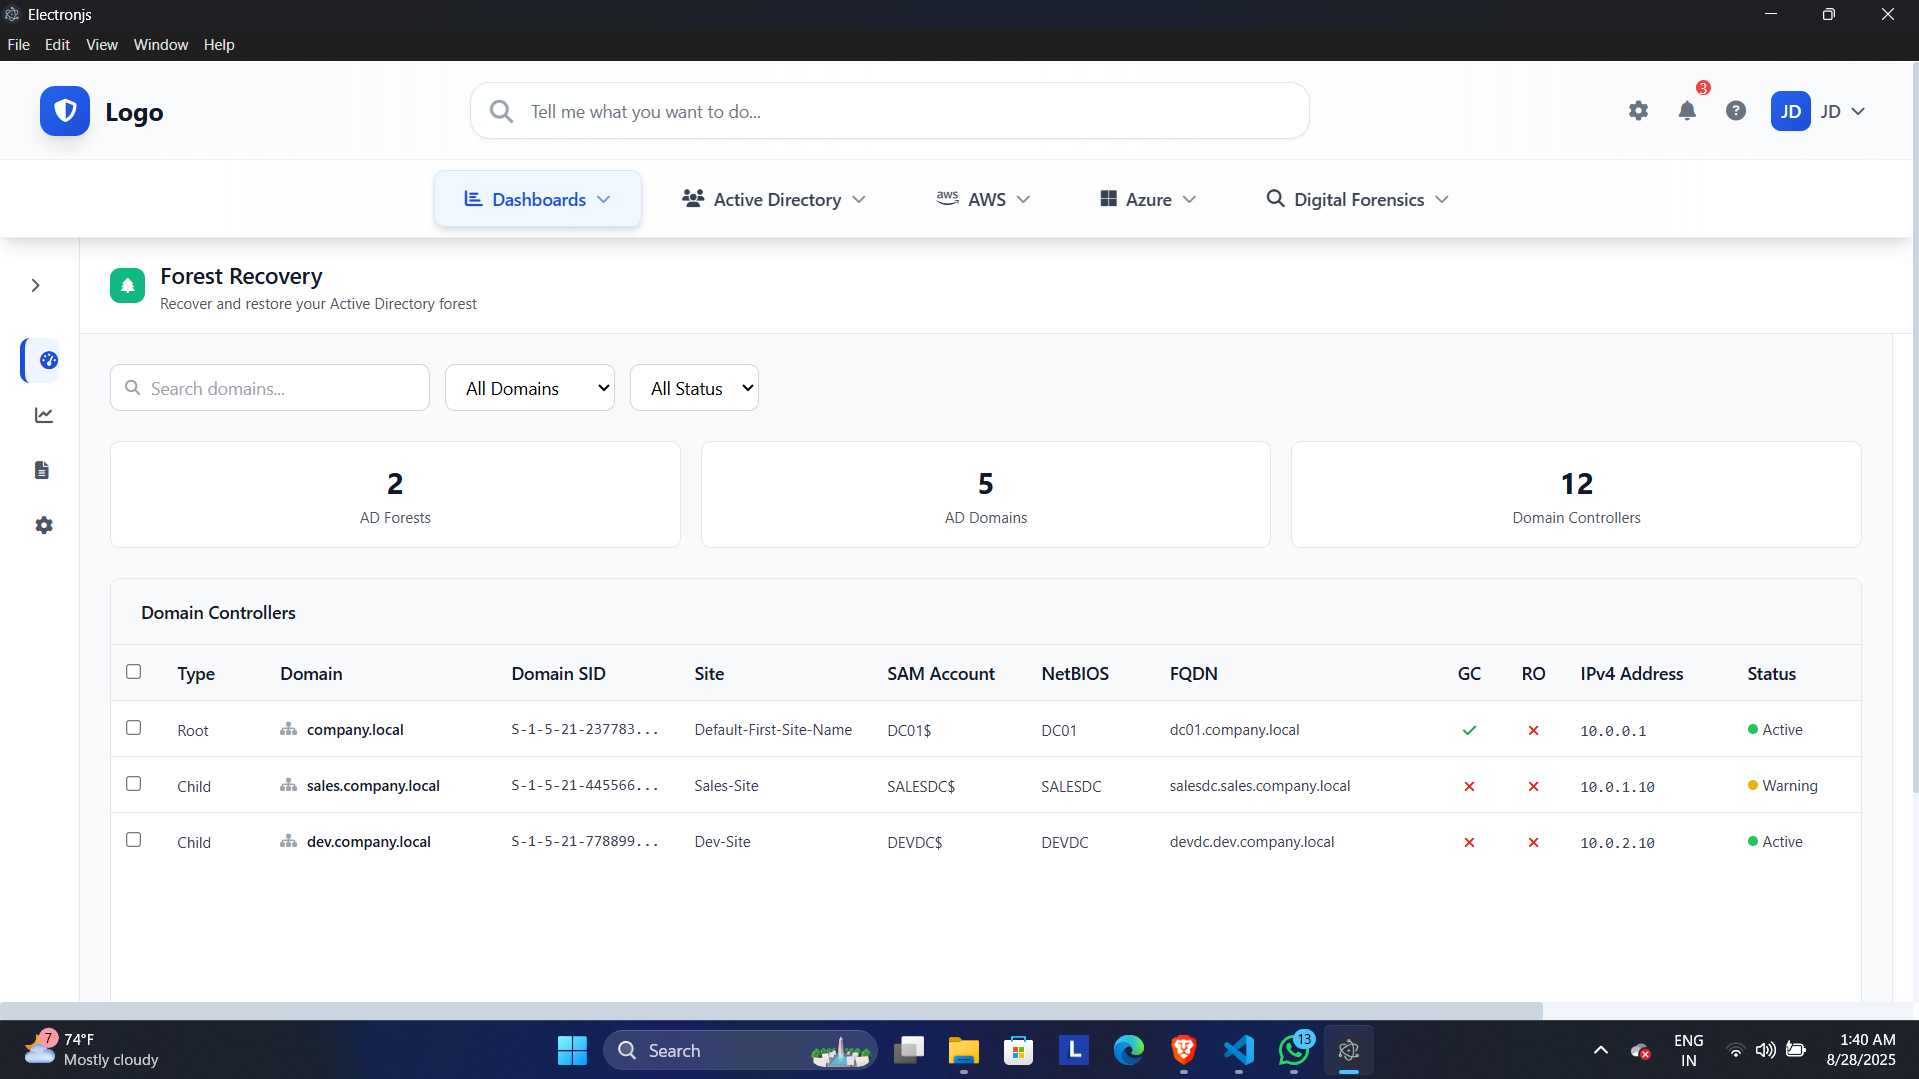 Electronjs
File Edit View Window Help
Logo
Tell me what you want to do...
3
JD JD
Dashboards Active Directory aws AWS Azure Digital Forensics
Forest Recovery
Recover and restore your Active Directory forest
Search domains... All Domains All Status
2 5 12
AD Forests AD Domains Domain Controllers
Domain Controllers
Type Domain Domain SID Site SAM Account NetBIOS FQDN GC RO IPv4 Address Status
Root company.local S-1-5-21-237783... Default-First-Site-Name DC01$ DC01 dc01.company.local 10.0.0.1 Active
Child sales.company.local S-1-5-21-445566... Sales-Site SALESDC$ SALESDC salesdc.sales.company.local 10.0.1.10 Warning
Child dev.company.local S-1-5-21-778899... Dev-Site DEVDC$ DEVDC devdc.dev.company.local 10.0.2.10 Active
7 74°F
Mostly cloudy
Search
L
13
ENG
IN
1:40 AM
8/28/2025